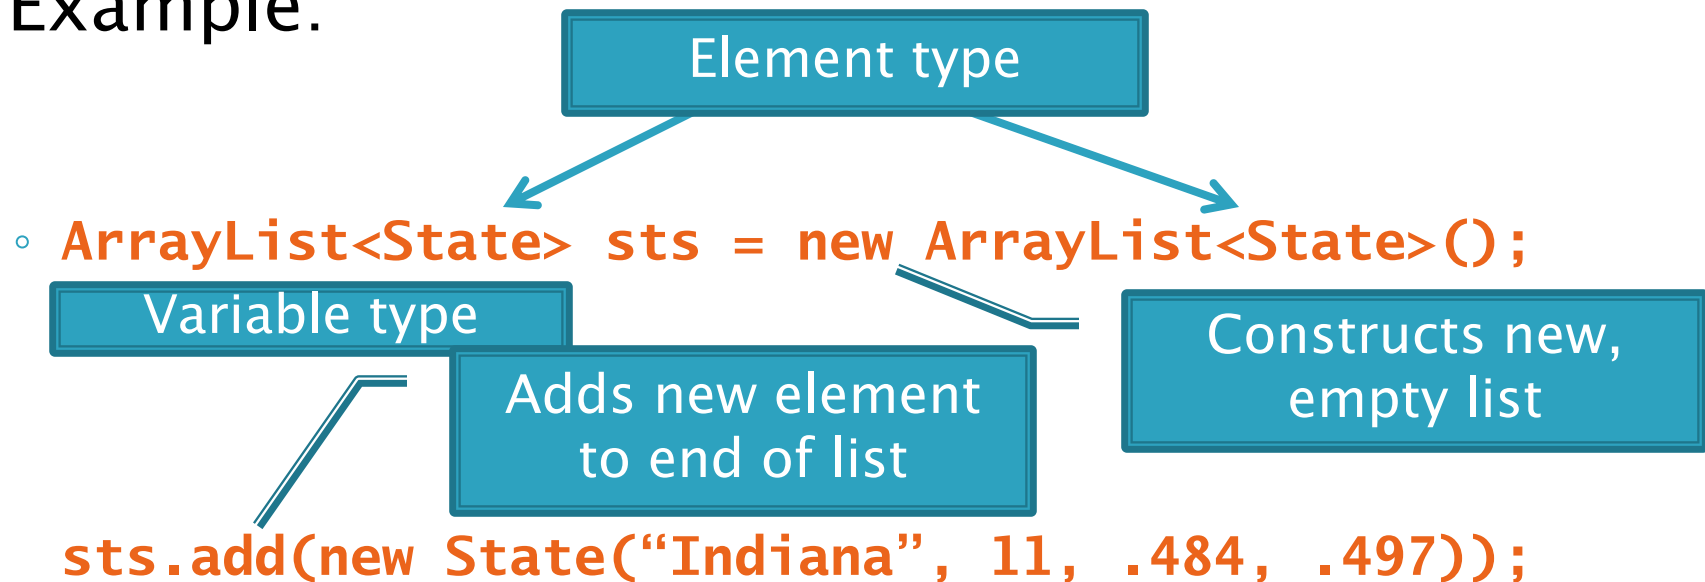 Example:
Element type
◦ ArrayList<State> sts = new ArrayList<State>();
Variable type
Constructs new,
empty list
Adds new element
to end of list
sts.add(new State(“Indiana”, 11, .484, .497));